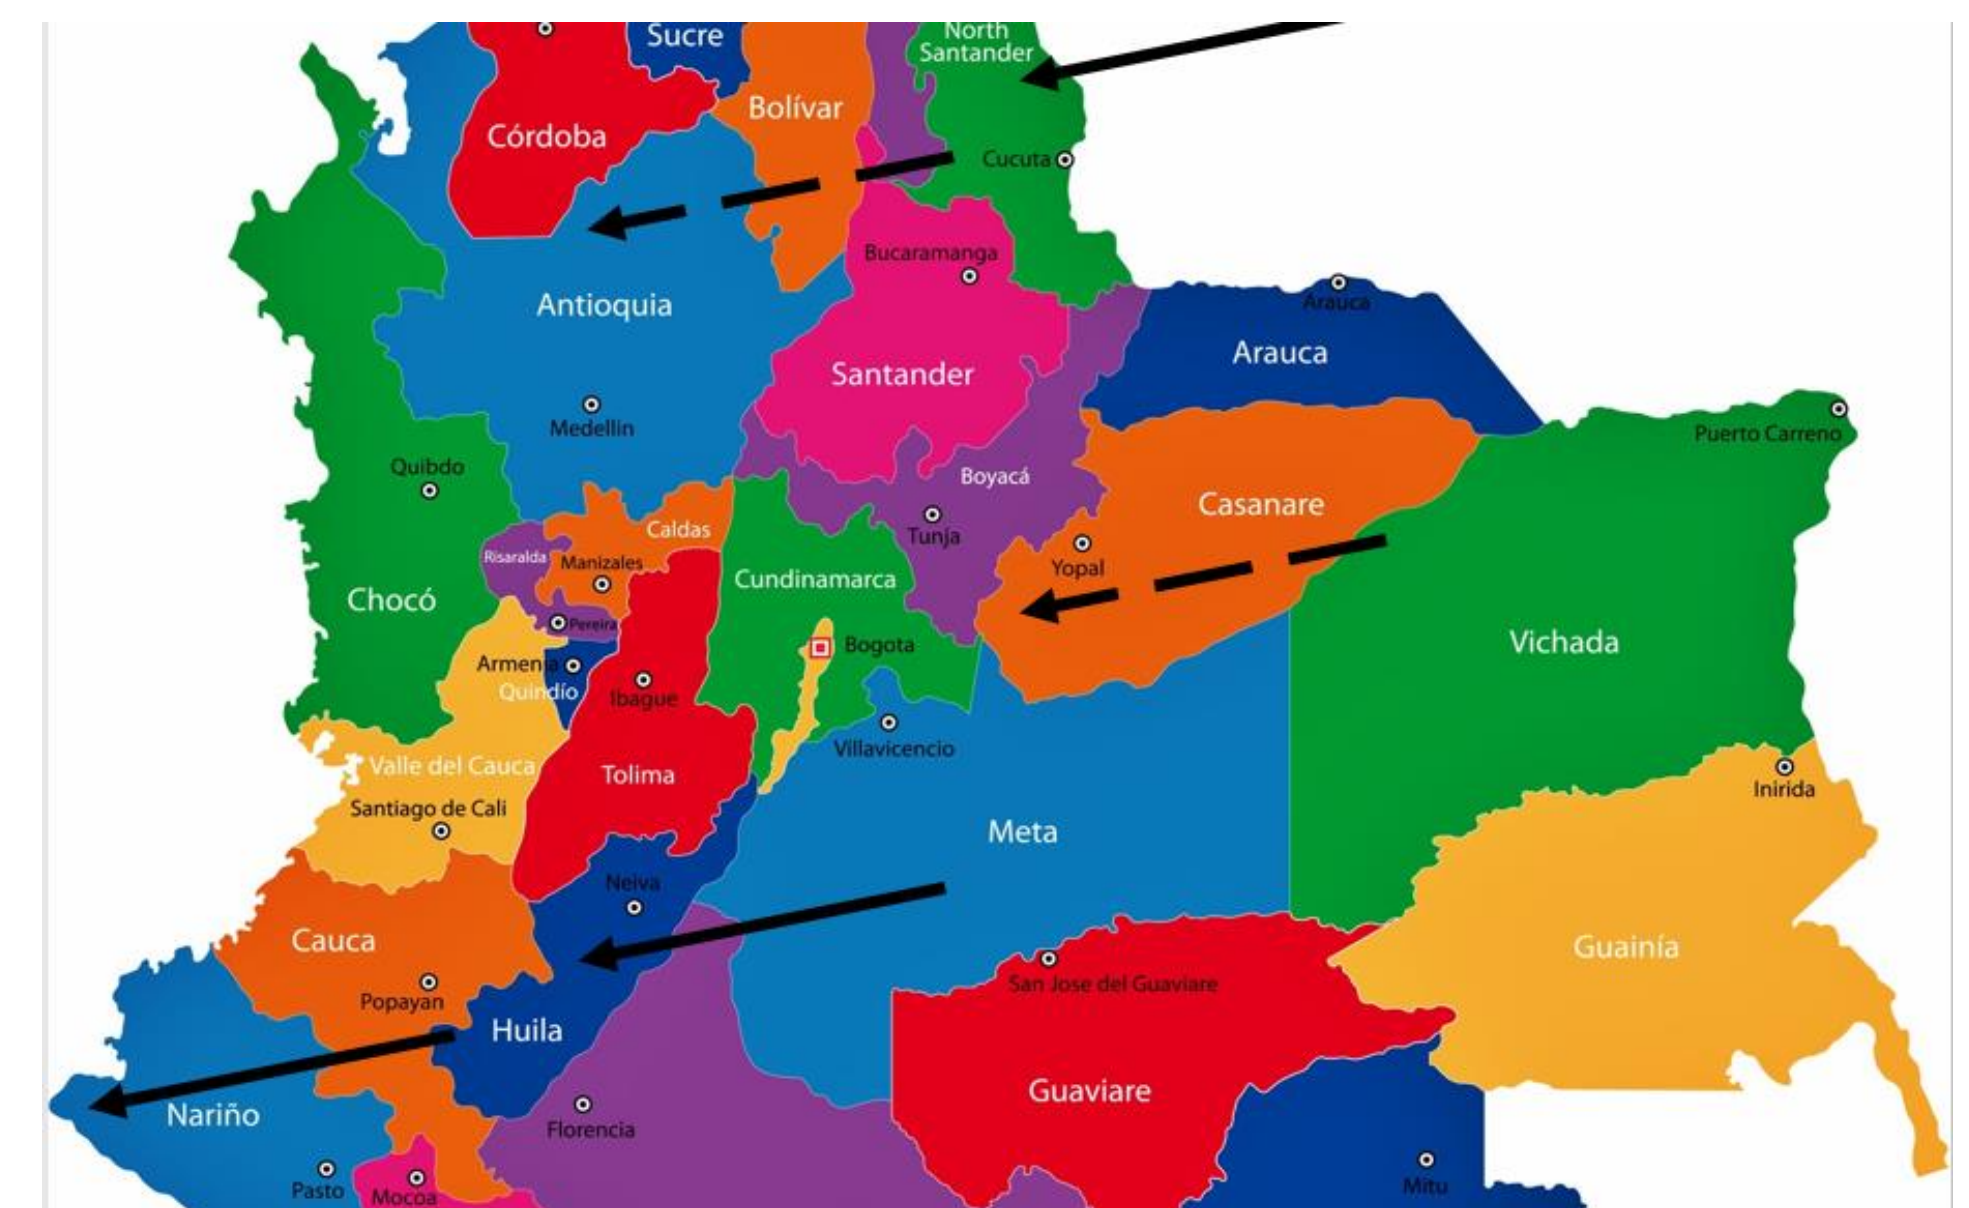 Sucre
North
Santander
Bolívar
Córdoba
Cucuta
Bucaramanga
Antioquia
Arauca
Arauca
Santander
Medellin
Puerto Carreno
Quibdo
Boyacá
Casanare
Caldas
Tunja
Risaralda
Manizales
Yopal
Cundinamarca
Chocó
Pereira
Bogota
Vichada
Armenia
Quindío
Ibague
Villavicencio
Valle del Cauca
Tolima
Inirida
Santiago de Cali
Meta
Neiva
Cauca
Guainía
San Jose del Guaviare
Popayan
Huila
Guaviare
Nariño
Florencia
Pasto
Mocoa
Mitu